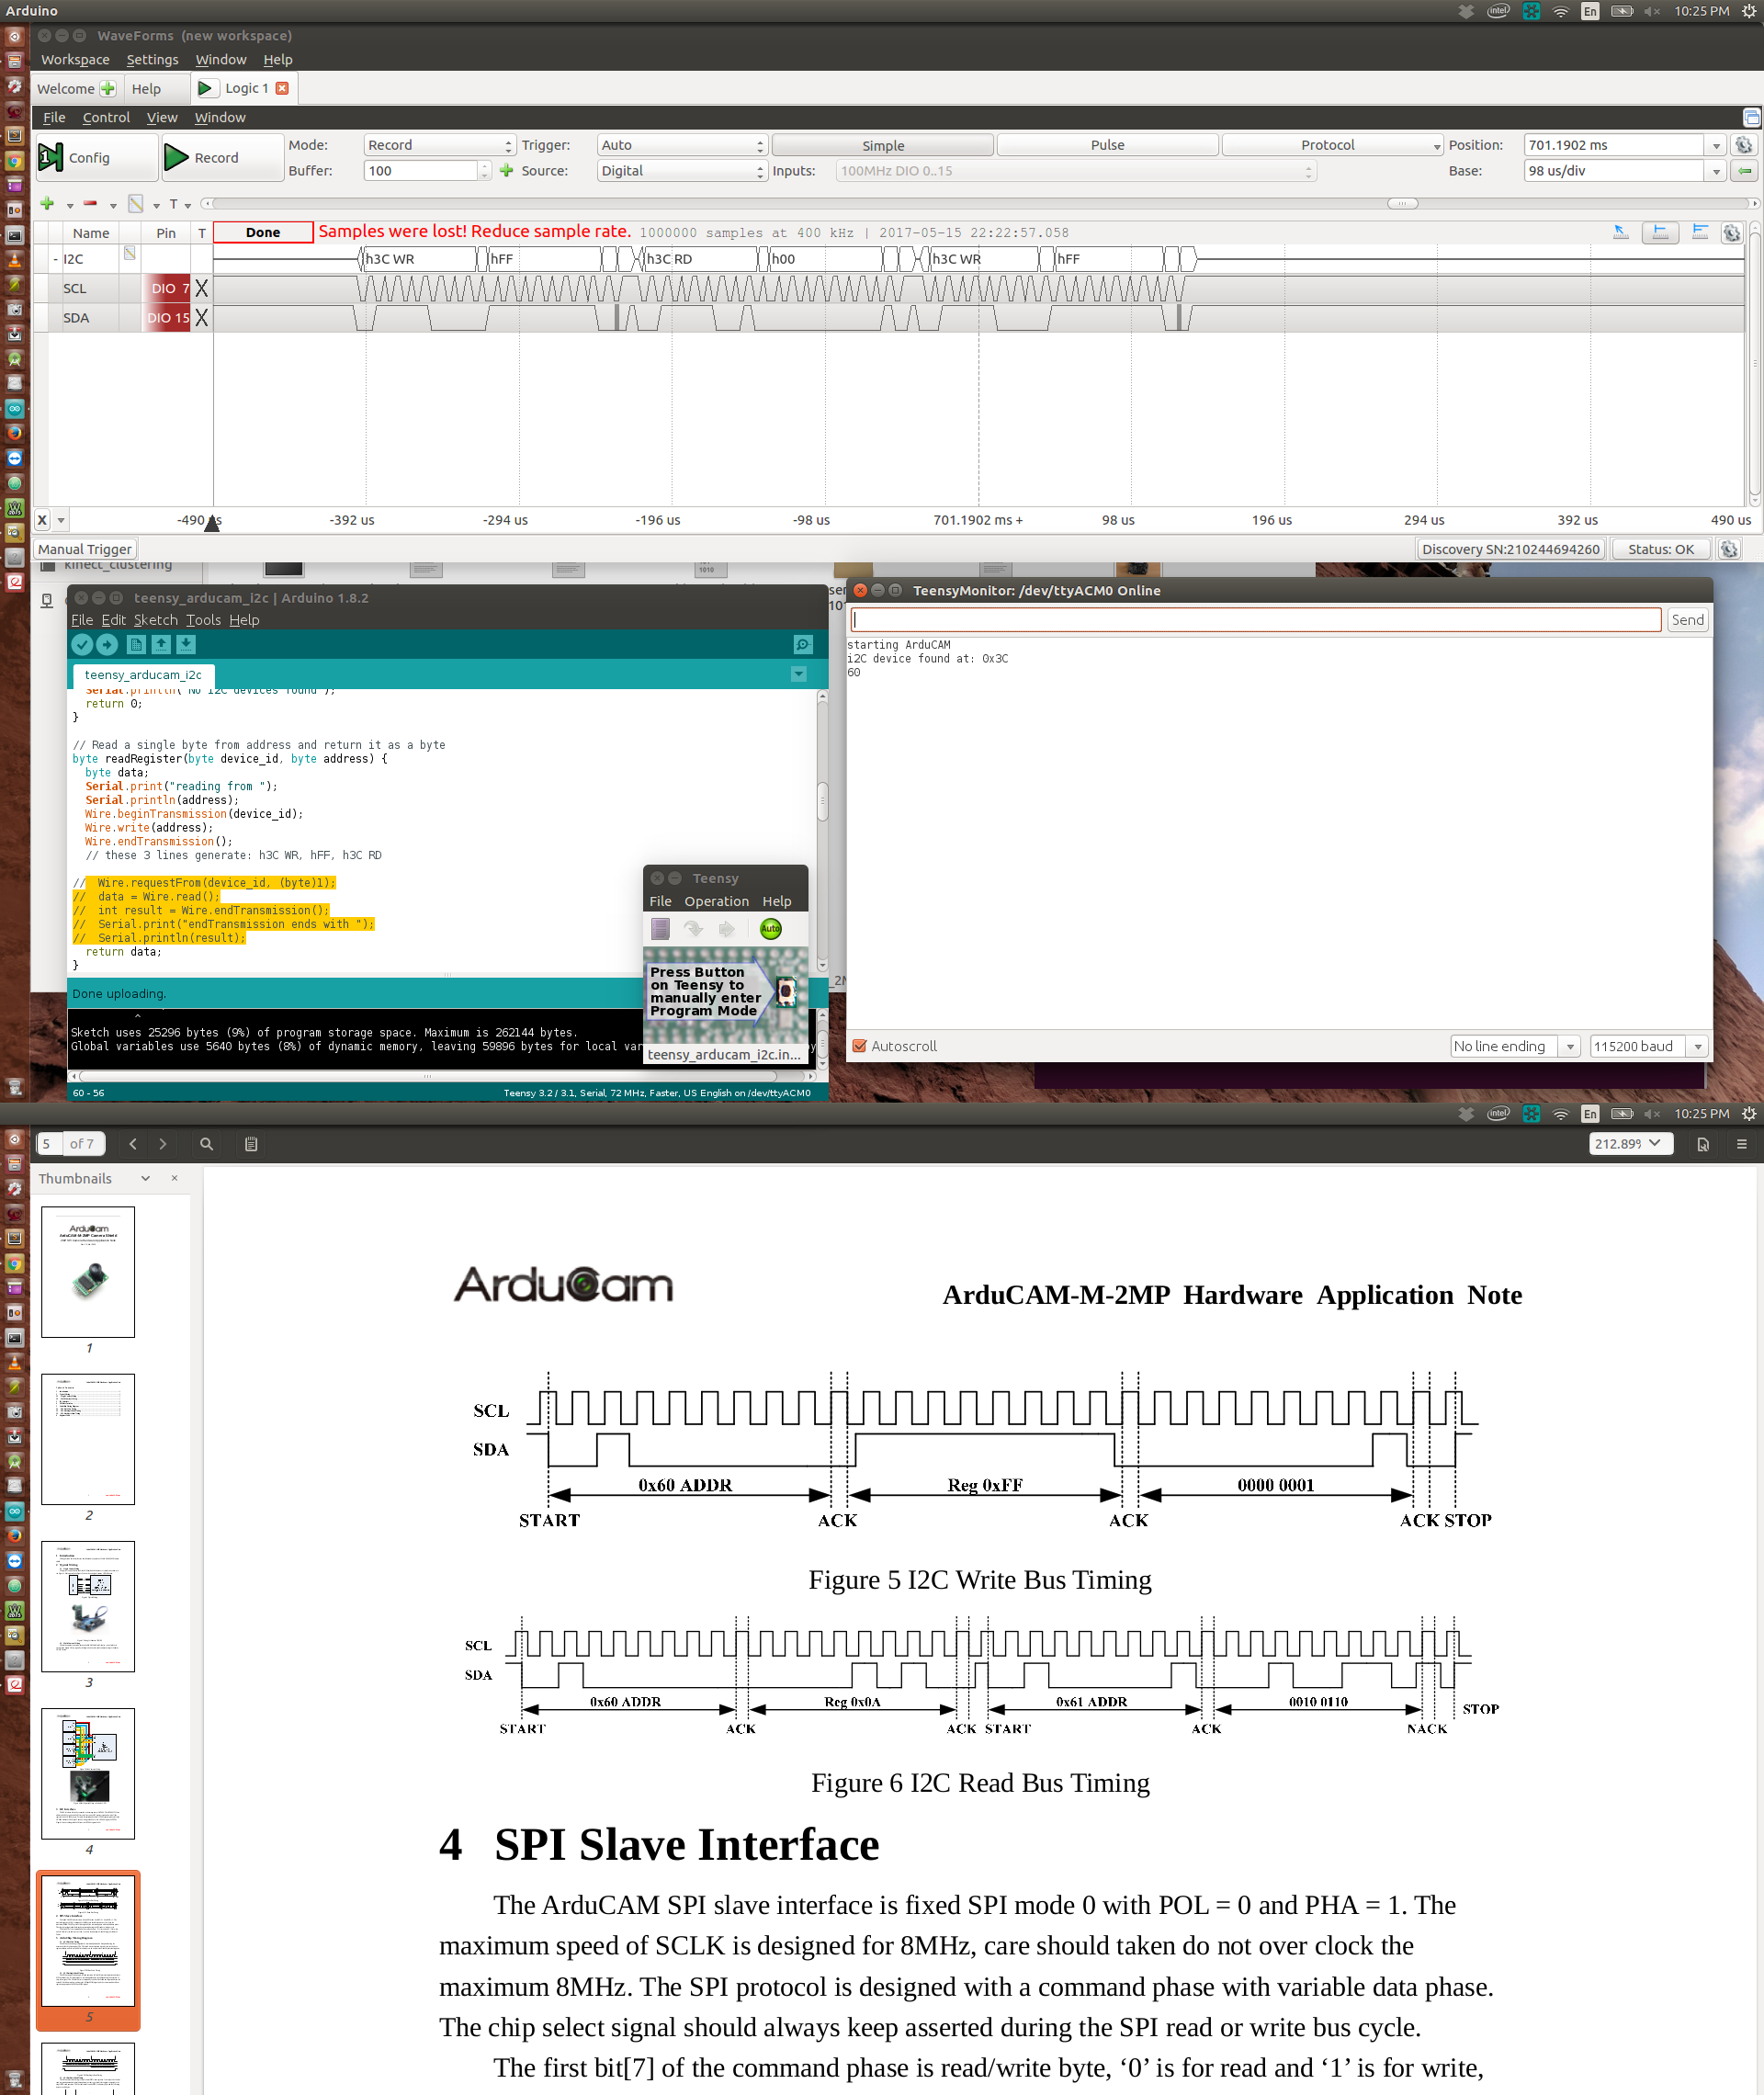 Arduino
En
10:25 PM
WaveForms (new workspace)
Workspace Settings Window Help
Welcome Help Logic 1
File Control View Window
Config Record Mode: Record Trigger: Auto Simple Pulse Protocol Position: 701.1902 ms
Buffer: 100 Source: Digital Inputs: 100MHz DIO 0..15 Base: 98 us/div
T
Name Pin T Done Samples were lost! Reduce sample rate. 1000000 samples at 400 kHz | 2017-05-15 22:22:57.058
- I2C h3C WR hFF h3C RD h00 h3C WR hFF
SCL DIO 7 X
SDA DIO 15 X
X -490 us -392 us -294 us -196 us -98 us 701.1902 ms + 98 us 196 us 294 us 392 us 490 us
Manual Trigger Discovery SN:210244694260 Status: OK
kinect_clustering
teensy_arducam_i2c | Arduino 1.8.2
File Edit Sketch Tools Help
teensy_arducam_i2c
Serial.println("No i2C devices found");
return 0;
}
// Read a single byte from address and return it as a byte
byte readRegister(byte device_id, byte address) {
byte data;
Serial.print("reading from ");
Serial.println(address);
Wire.beginTransmission(device_id);
Wire.write(address);
Wire.endTransmission();
// these 3 lines generate: h3C WR, hFF, h3C RD
// Wire.requestFrom(device_id, (byte)1);
// data = Wire.read();
// int result = Wire.endTransmission();
// Serial.print("endTransmission ends with ");
// Serial.println(result);
return data;
}
Done uploading.
^
Sketch uses 25296 bytes (9%) of program storage space. Maximum is 262144 bytes.
Global variables use 5640 bytes (8%) of dynamic memory, leaving 59896 bytes for local var
60 - 56 Teensy 3.2 / 3.1, Serial, 72 MHz, Faster, US English on /dev/ttyACM0
Teensy
File Operation Help
Auto
Press Button
on Teensy to
manually enter
Program Mode
teensy_arducam_i2c.in...
TeensyMonitor: /dev/ttyACM0 Online
Send
starting ArduCAM
i2C device found at: 0x3C
60
Autoscroll No line ending 115200 baud
En
10:25 PM
5 of 7 212.89%
Thumbnails
1
2
3
4
5
ArduCam
ArduCAM-M-2MP Hardware Application Note
SCL
SDA
0x60 ADDR Reg 0xFF 0000 0001
START ACK ACK ACK STOP
Figure 5 I2C Write Bus Timing
SCL
SDA
0x60 ADDR Reg 0x0A 0x61 ADDR 0010 0110 STOP
START ACK ACK START ACK NACK
Figure 6 I2C Read Bus Timing
4 SPI Slave Interface
The ArduCAM SPI slave interface is fixed SPI mode 0 with POL = 0 and PHA = 1. The
maximum speed of SCLK is designed for 8MHz, care should taken do not over clock the
maximum 8MHz. The SPI protocol is designed with a command phase with variable data phase.
The chip select signal should always keep asserted during the SPI read or write bus cycle.
The first bit[7] of the command phase is read/write byte, ‘0’ is for read and ‘1’ is for write,